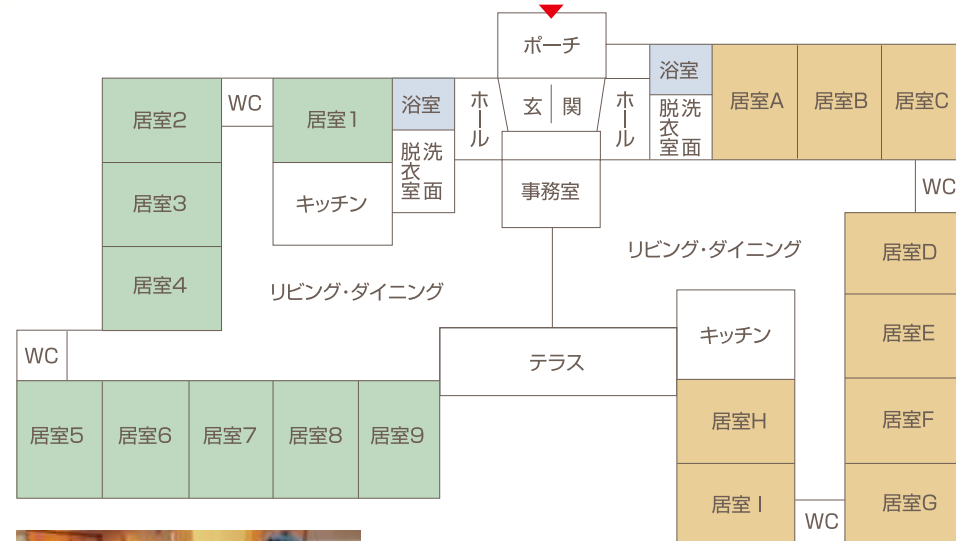 ポーチ
浴室
居室A
居室B
居室C
居室2
WC
居室1
浴室
ホール
玄
関
ホール
洗面
脱衣室
洗面
脱衣室
居室3
キッチン
事務室
WC
リビング・ダイニング
居室D
居室4
リビング・ダイニング
キッチン
居室E
WC
テラス
居室5
居室6
居室7
居室8
居室9
居室H
居室F
居室I
WC
居室G